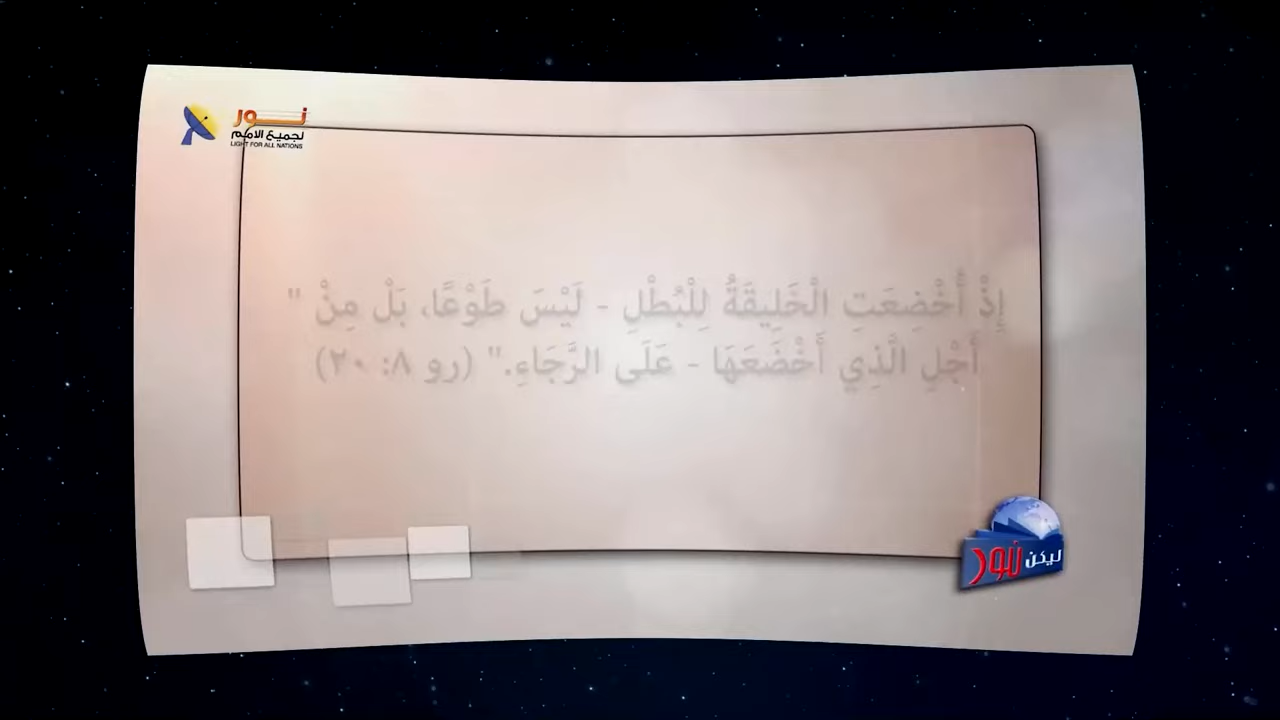 نور
لجميع الامم
LIGHT FOR ALL NATIONS
إِذْ أُخْضِعَتِ الْخَلِيقَةُ لِلْبُطْلِ - لَيْسَ طَوْعًا، بَلْ مِنْ "
أَجْلِ الَّذِي أَخْضَعَهَا - عَلَى الرَّجَاءِ." (رو ٨: ٢٠)
ليكن نور